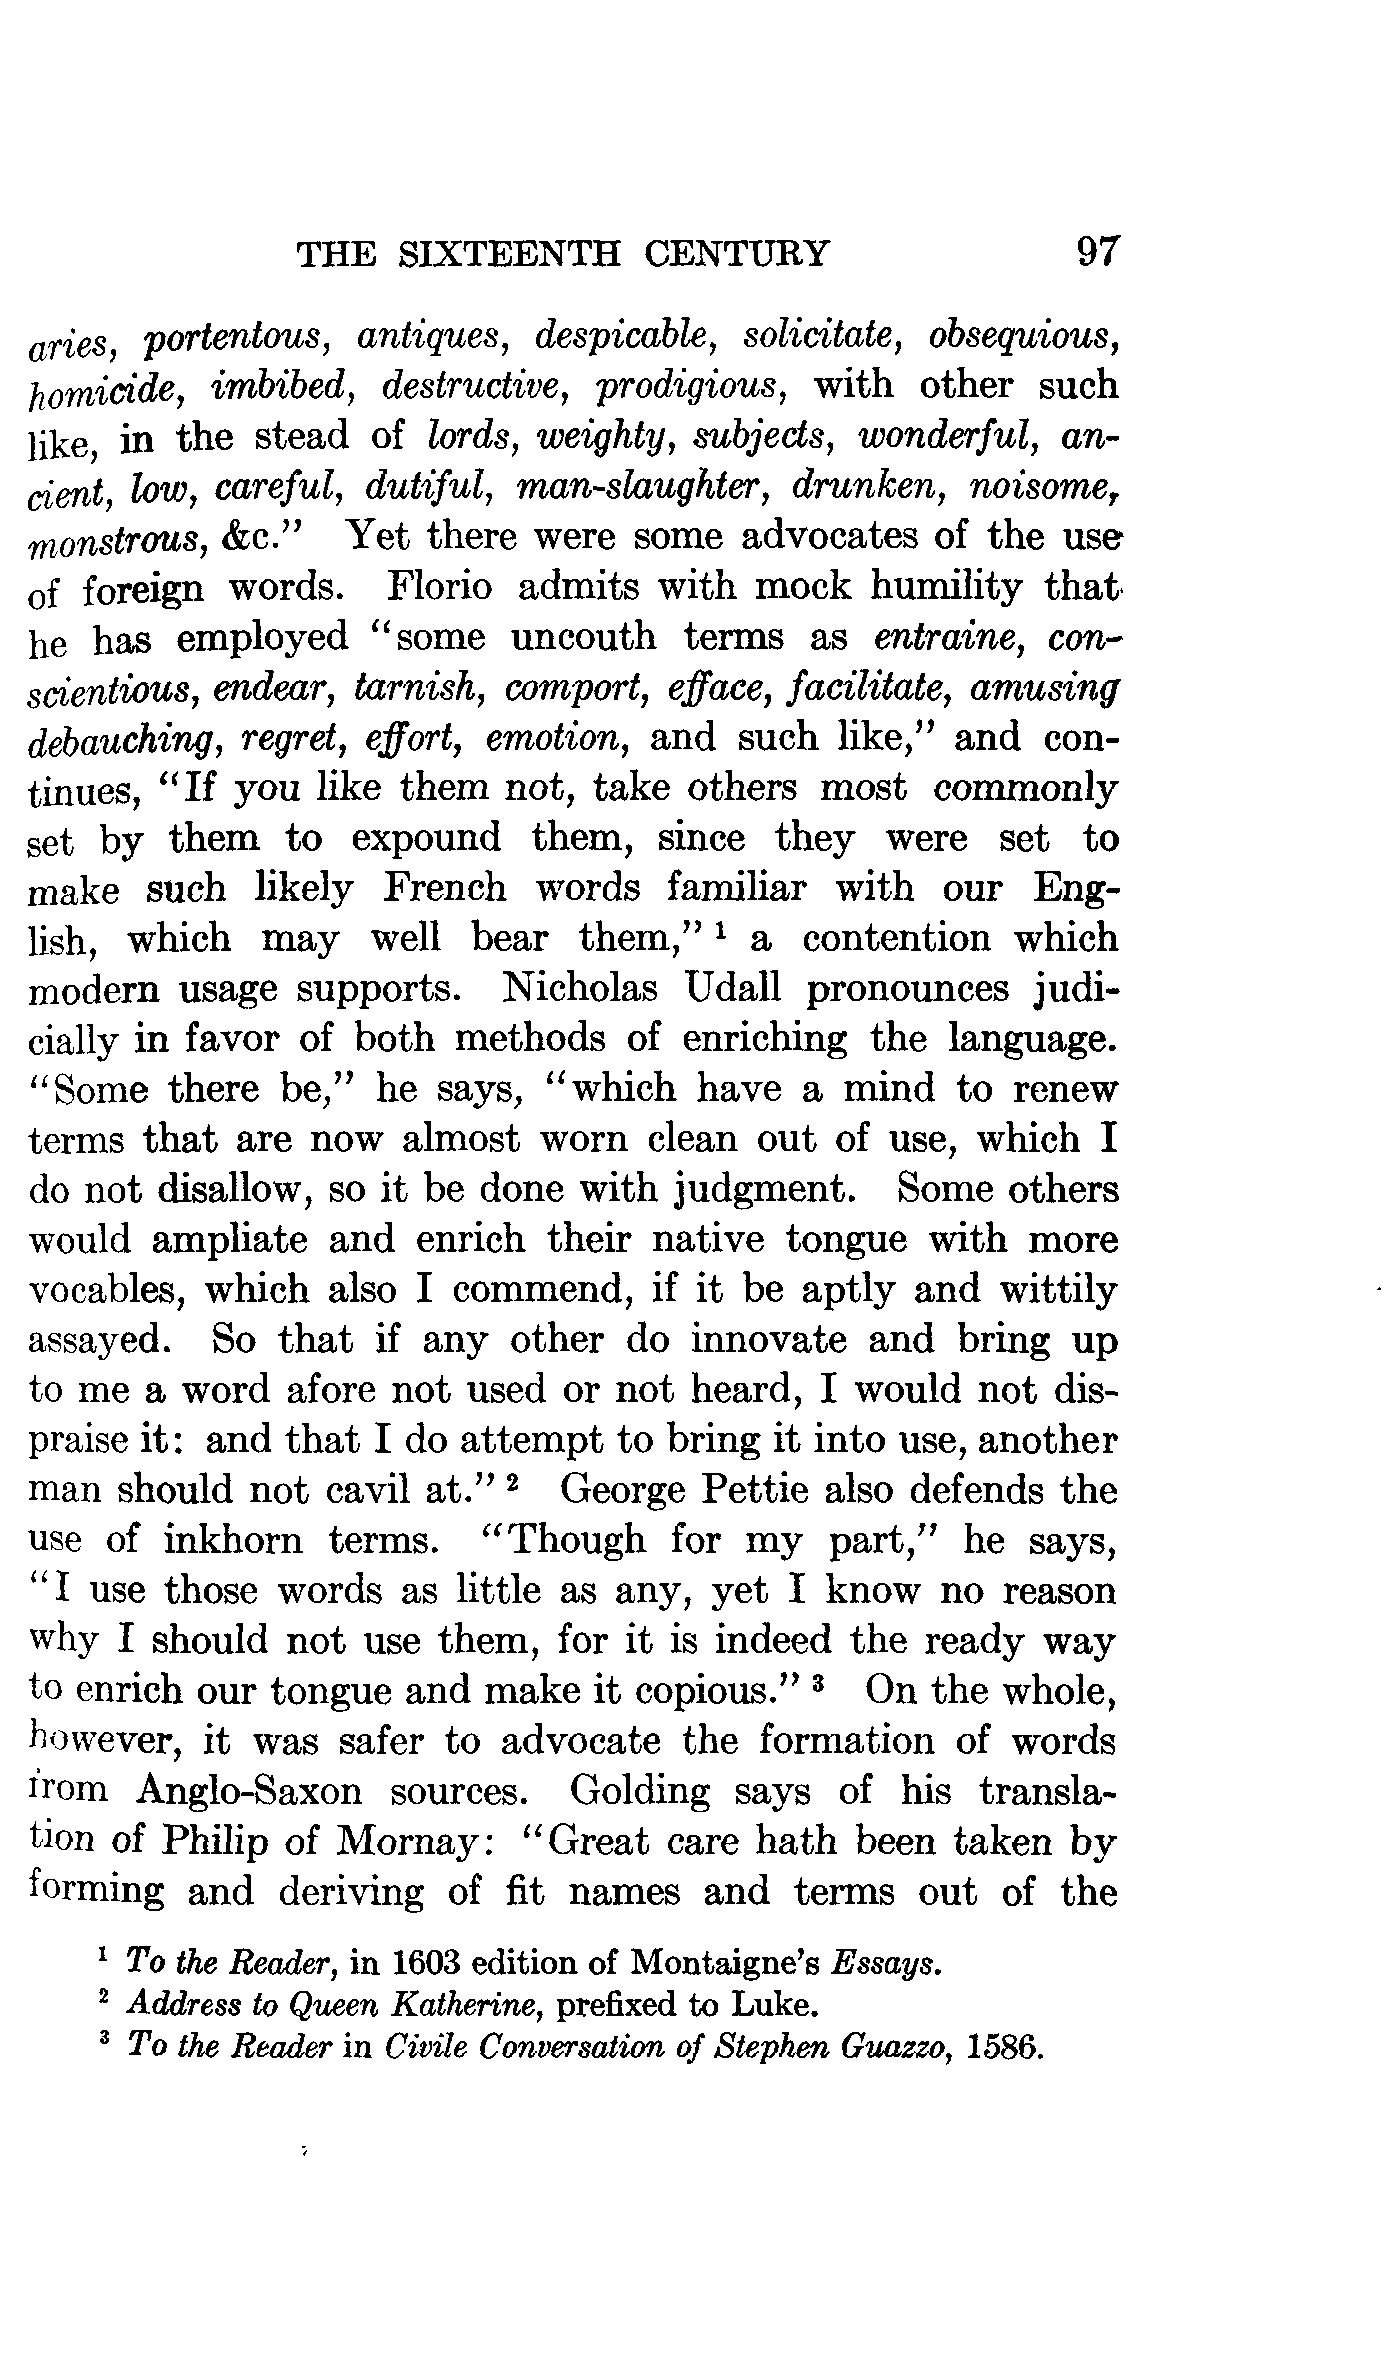 THE SIXTEENTH CENTURY 97
aries, portentous, antiques, despicable, solicitate, obsequious,
homicide, imbibed, destructive, prodigious, with other such
like, in the stead of lords, weighty, subjects, wonderful, an-
cient, low, careful, dutiful, man-slaughter, drunken, noisome,
monstrous, &c.” Yet there were some advocates of the use
of foreign words. Florio admits with mock humility that
he has employed “some uncouth terms as entraine, con-
scientious, endear, tarnish, comport, efface, facilitate, amusing
debauching, regret, effort, emotion, and such like,” and con-
tinues, “If you like them not, take others most commonly
set by them to expound them, since they were set to
make such likely French words familiar with our Eng-
lish, which may well bear them,” ¹ a contention which
modern usage supports. Nicholas Udall pronounces judi-
cially in favor of both methods of enriching the language.
“Some there be,” he says, “which have a mind to renew
terms that are now almost worn clean out of use, which I
do not disallow, so it be done with judgment. Some others
would ampliate and enrich their native tongue with more
vocables, which also I commend, if it be aptly and wittily
assayed. So that if any other do innovate and bring up
to me a word afore not used or not heard, I would not dis-
praise it: and that I do attempt to bring it into use, another
man should not cavil at.” ² George Pettie also defends the
use of inkhorn terms. “Though for my part,” he says,
“I use those words as little as any, yet I know no reason
why I should not use them, for it is indeed the ready way
to enrich our tongue and make it copious.” ³ On the whole,
however, it was safer to advocate the formation of words
from Anglo-Saxon sources. Golding says of his transla-
tion of Philip of Mornay: “Great care hath been taken by
forming and deriving of fit names and terms out of the
¹ To the Reader, in 1603 edition of Montaigne's Essays.
² Address to Queen Katherine, prefixed to Luke.
³ To the Reader in Civile Conversation of Stephen Guazzo, 1586.